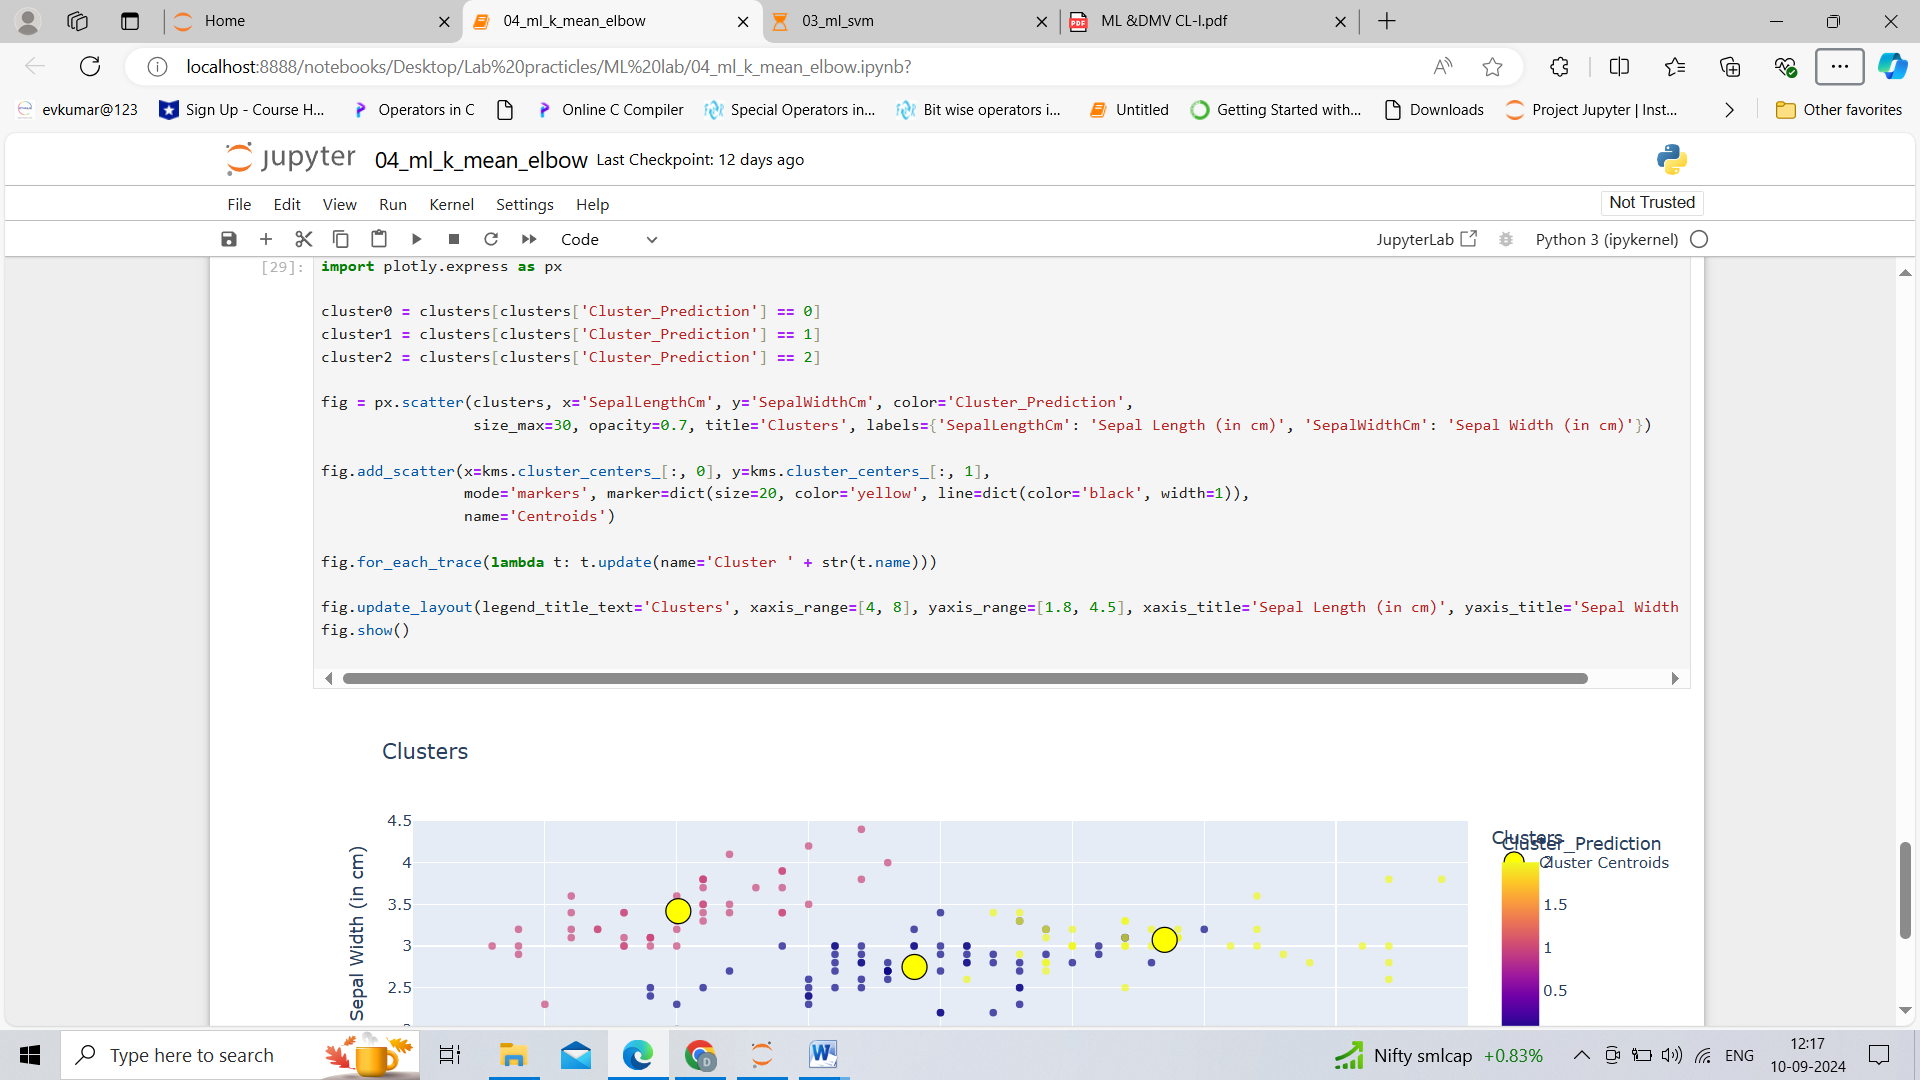 Home
04_ml_k_mean_elbow
03_ml_svm
PDF
ML &DMV CL-I.pdf
localhost:8888/notebooks/Desktop/Lab%20practicles/ML%20lab/04_ml_k_mean_elbow.ipynb?
evkumar@123
Sign Up - Course H...
Operators in C
Online C Compiler
Special Operators in...
Bit wise operators i...
Untitled
Getting Started with...
Downloads
Project Jupyter | Inst...
Other favorites
jupyter
04_ml_k_mean_elbow
Last Checkpoint: 12 days ago
File
Edit
View
Run
Kernel
Settings
Help
Not Trusted
Code
JupyterLab
Python 3 (ipykernel)
[29]:
import plotly.express as px
cluster0 = clusters[clusters['Cluster_Prediction'] == 0]
cluster1 = clusters[clusters['Cluster_Prediction'] == 1]
cluster2 = clusters[clusters['Cluster_Prediction'] == 2]
fig = px.scatter(clusters, x='SepalLengthCm', y='SepalWidthCm', color='Cluster_Prediction',
size_max=30, opacity=0.7, title='Clusters', labels={'SepalLengthCm': 'Sepal Length (in cm)', 'SepalWidthCm': 'Sepal Width (in cm)'})
fig.add_scatter(x=kms.cluster_centers_[:, 0], y=kms.cluster_centers_[:, 1],
mode='markers', marker=dict(size=20, color='yellow', line=dict(color='black', width=1)),
name='Centroids')
fig.for_each_trace(lambda t: t.update(name='Cluster ' + str(t.name)))
fig.update_layout(legend_title_text='Clusters', xaxis_range=[4, 8], yaxis_range=[1.8, 4.5], xaxis_title='Sepal Length (in cm)', yaxis_title='Sepal Width
fig.show()
Clusters
4.5
4
3.5
3
2.5
Sepal Width (in cm)
Clusters
Cluster_Prediction
2
Cluster Centroids
1.5
1
0.5
Type here to search
D
Nifty smlcap +0.83%
ENG
12:17
10-09-2024